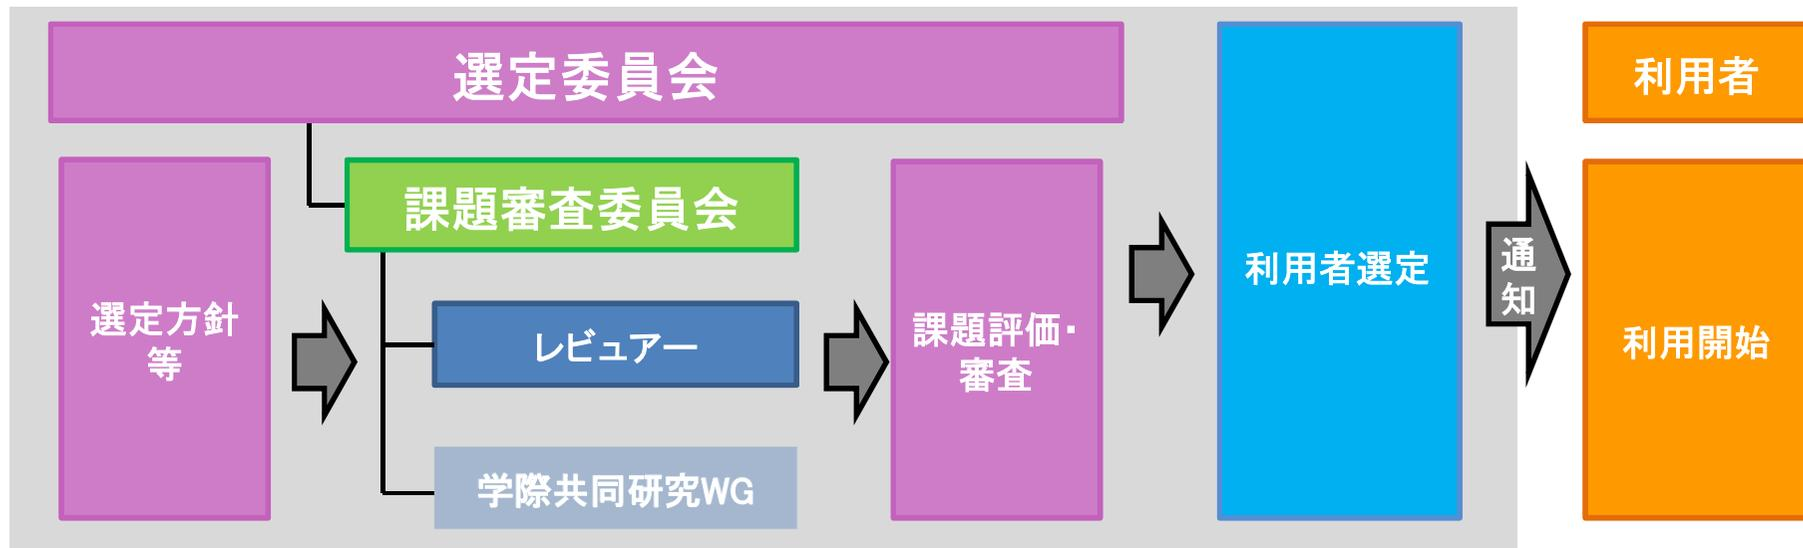 選定委員会
利用者
課題審査委員会
選定方針
等
レビュアー
学際共同研究WG
課題評価・
審査
利用者選定
通
知
利用開始